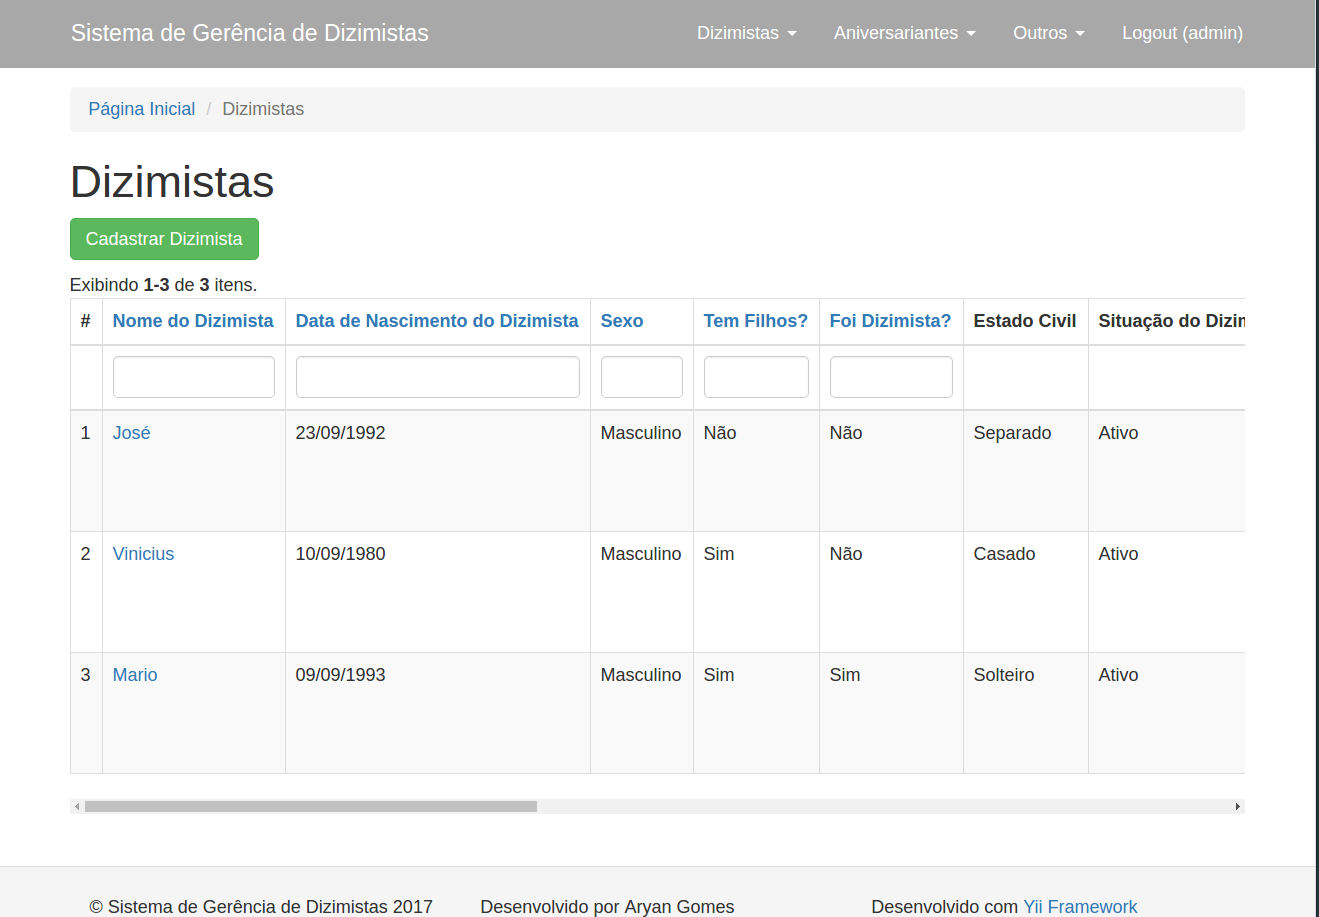 Sistema de Gerência de Dizimistas Dizimistas Aniversariantes Outros Logout (admin)
Página Inicial / Dizimistas
Dizimistas
Cadastrar Dizimista
Exibindo 1-3 de 3 itens.
# Nome do Dizimista Data de Nascimento do Dizimista Sexo Tem Filhos? Foi Dizimista? Estado Civil Situação do
1 José 23/09/1992 Masculino Não Não Separado Ativo
2 Vinicius 10/09/1980 Masculino Sim Não Casado Ativo
3 Mario 09/09/1993 Masculino Sim Sim Solteiro Ativo
© Sistema de Gerência de Dizimistas 2017 Desenvolvido por Aryan Gomes Desenvolvido com Yii Framework